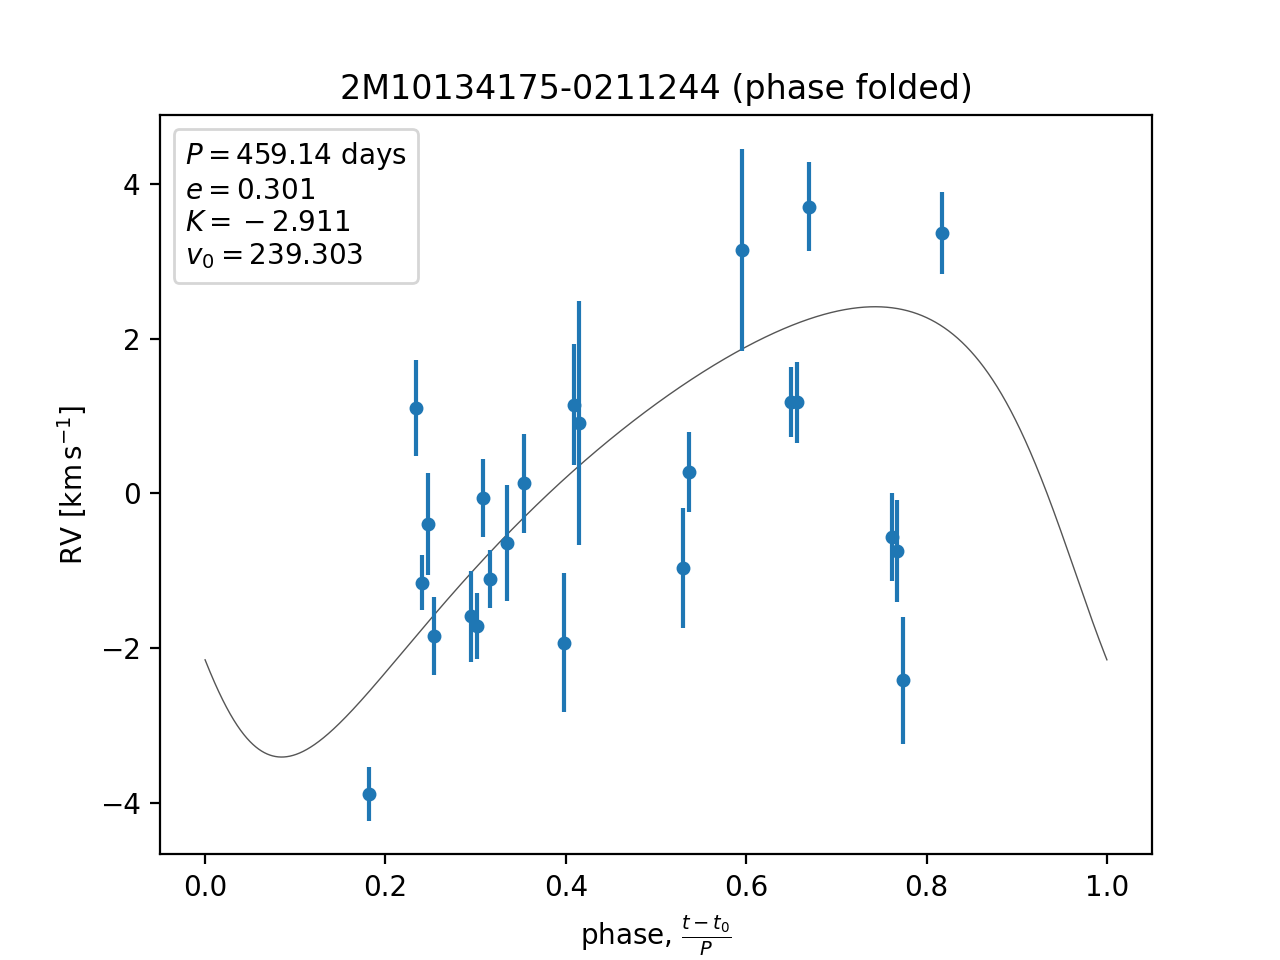 2M10134175-0211244 (phase folded)
P = 459.14 days
e = 0.301
K = −2.911
v₀ = 239.303
4
2
0
−2
−4
RV [km s⁻¹]
0.0 0.2 0.4 0.6 0.8 1.0
phase, (t − t₀)/P